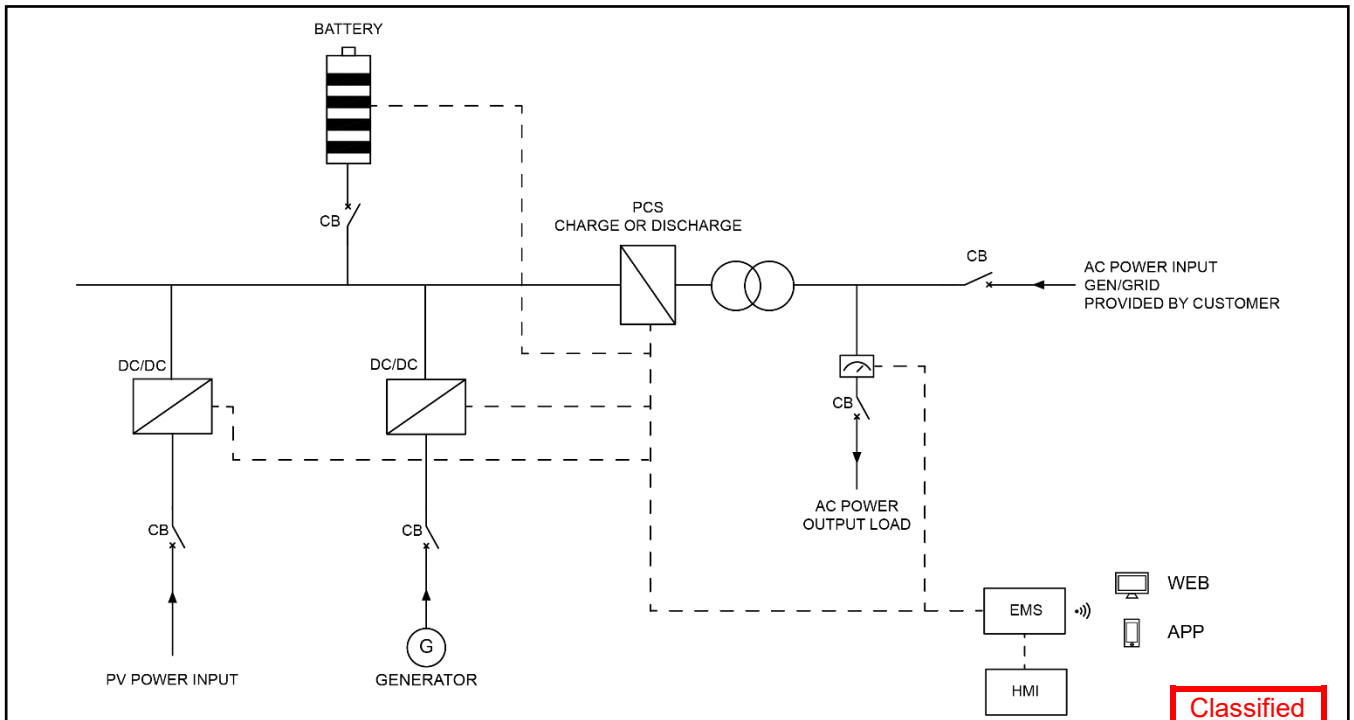 BATTERY
CB
PCS
CHARGE OR DISCHARGE
CB
AC POWER INPUT
GEN/GRID
PROVIDED BY CUSTOMER
DC/DC
DC/DC
CB
AC POWER
OUTPUT LOAD
CB
CB
G
PV POWER INPUT
GENERATOR
EMS
WEB
APP
HMI
Classified